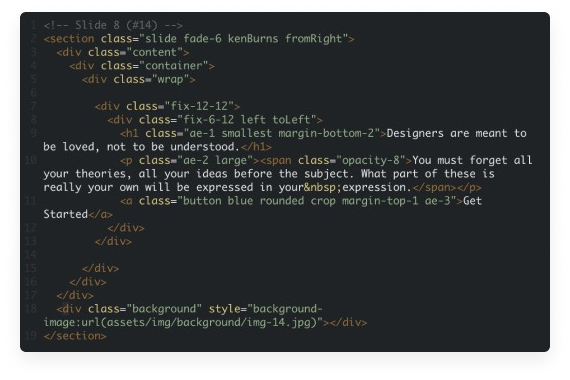 1 <!-- Slide 8 (#14) -->
2 <section class="slide fade-6 kenBurns fromRight">
3 <div class="content">
4 <div class="container">
5 <div class="wrap">
6
7 <div class="fix-12-12">
8 <div class="fix-6-12 left toLeft">
9 <h1 class="ae-1 smallest margin-bottom-2">Designers are meant to
be loved, not to be understood.</h1>
10 <p class="ae-2 large"><span class="opacity-8">You must forget all
your theories, all your ideas before the subject. What part of these is
really your own will be expressed in your&nbsp;expression.</span></p>
11 <a class="button blue rounded crop margin-top-1 ae-3">Get
Started</a>
12 </div>
13 </div>
14
15 </div>
16 </div>
17 </div>
18 <div class="background" style="background-
image:url(assets/img/background/img-14.jpg)"></div>
19 </section>